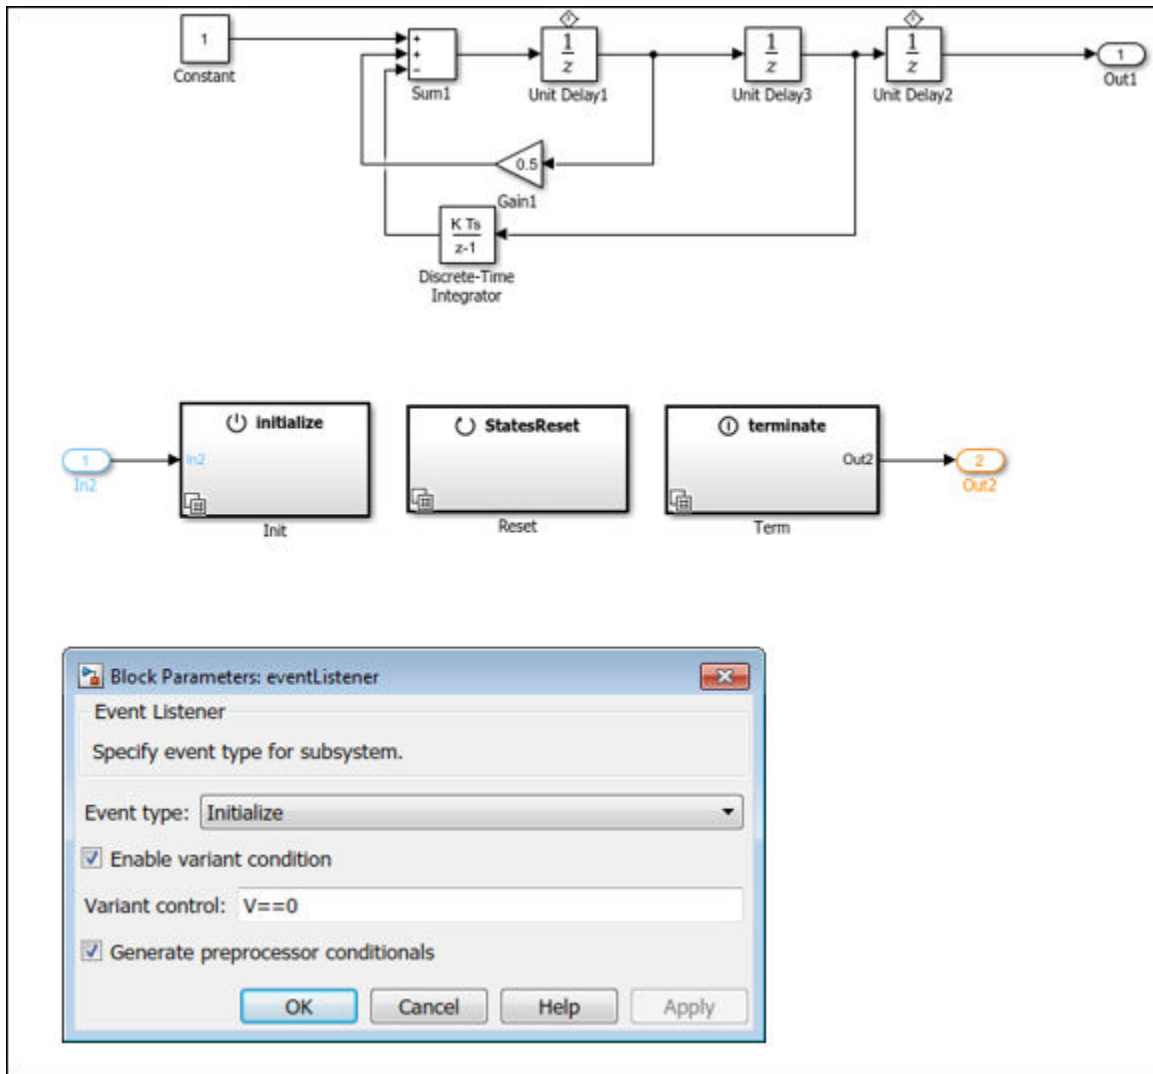 1
Constant
+
+
−
Sum1
1
z
Unit Delay1
1
z
Unit Delay3
1
z
Unit Delay2
1
Out1
0.5
Gain1
K Ts
z-1
Discrete-Time
Integrator
1
In2
initialize
In2
Init
StatesReset
Reset
terminate
Out2
Term
2
Out2
Block Parameters: eventListener
Event Listener
Specify event type for subsystem.
Event type: Initialize
Enable variant condition
Variant control: V==0
Generate preprocessor conditionals
OK Cancel Help Apply